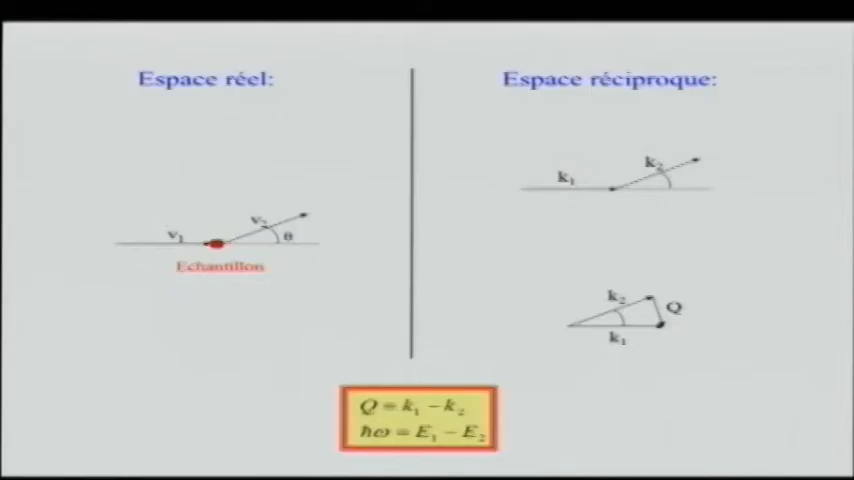 Espace réel:
Espace réciproque:
k₁ k₂
v₁ v₂ θ
Echantillon
k₂ Q
k₁
Q = k₁ − k₂
ħω = E₁ − E₂